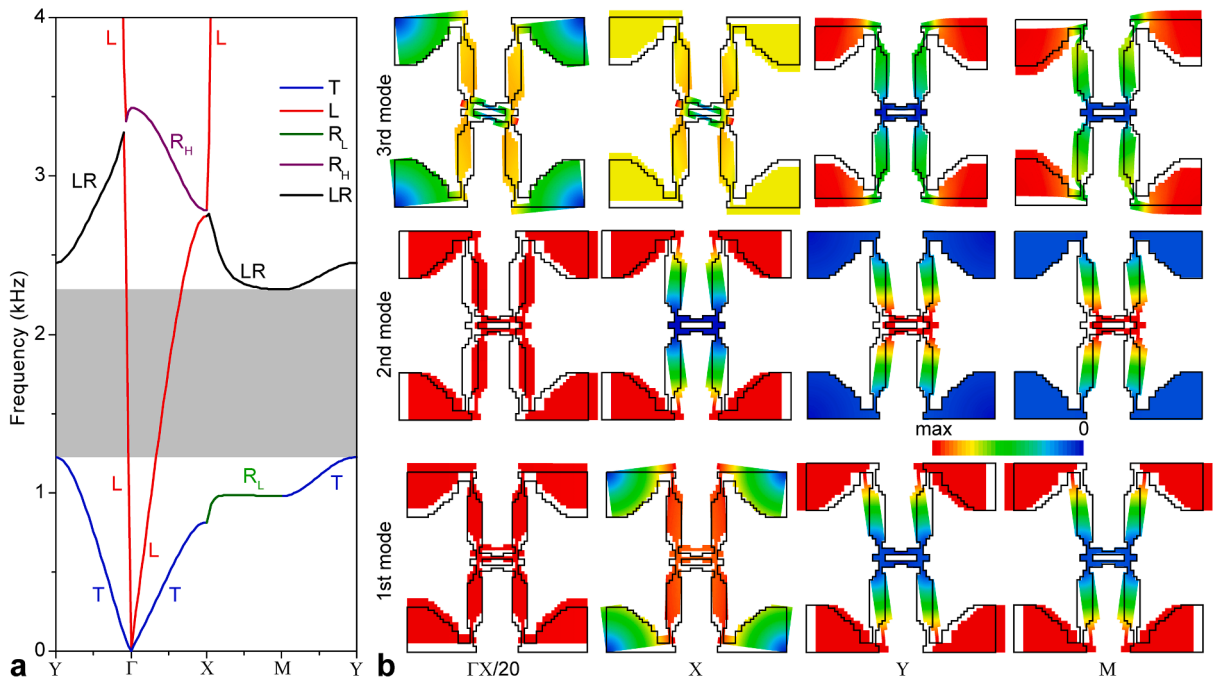 4
3
2
1
0
Frequency (kHz)
L
L
T
L
R_L
R_H
LR
R_H
LR
LR
L
L
R_L
T
T
T
Y
Γ
X
M
Y
a
b
3rd mode
2nd mode
1st mode
max
0
ΓX/20
X
Y
M